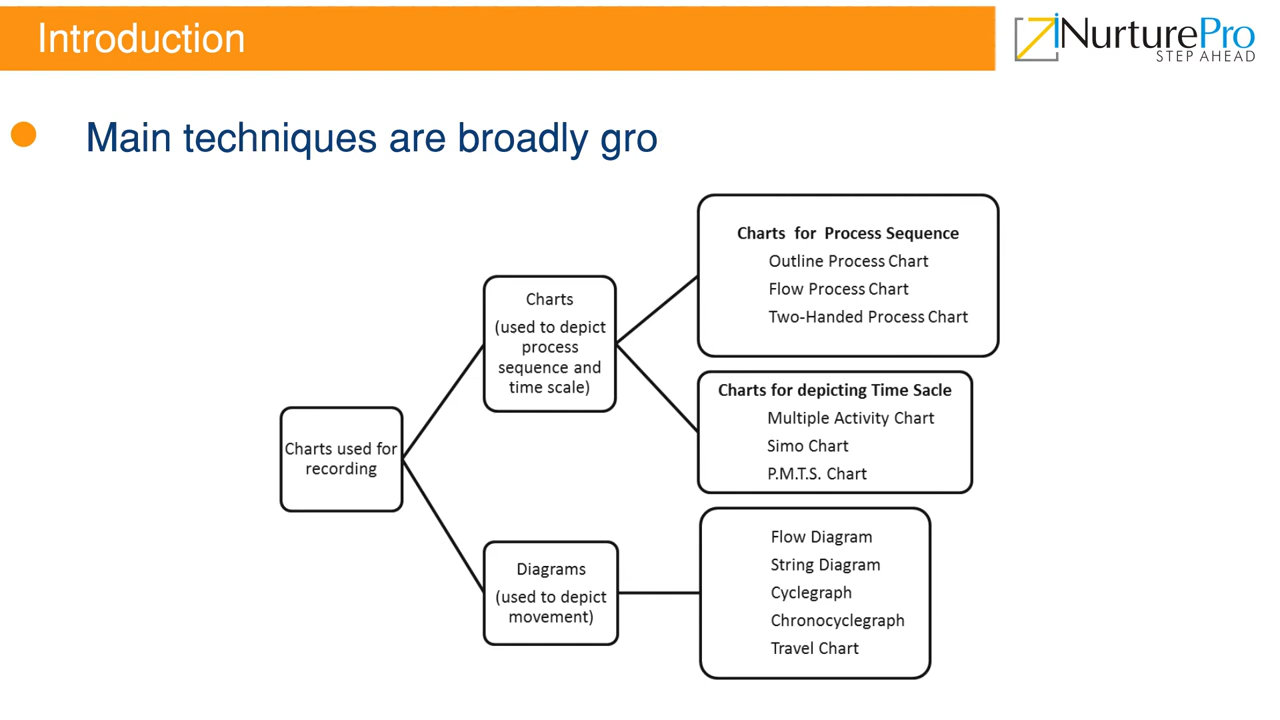 Introduction
iNurturePro
STEP AHEAD
Main techniques are broadly gro
Charts for Process Sequence
Outline Process Chart
Flow Process Chart
Two-Handed Process Chart
Charts
(used to depict
process
sequence and
time scale)
Charts for depicting Time Sacle
Multiple Activity Chart
Simo Chart
P.M.T.S. Chart
Charts used for
recording
Diagrams
(used to depict
movement)
Flow Diagram
String Diagram
Cyclegraph
Chronocyclegraph
Travel Chart